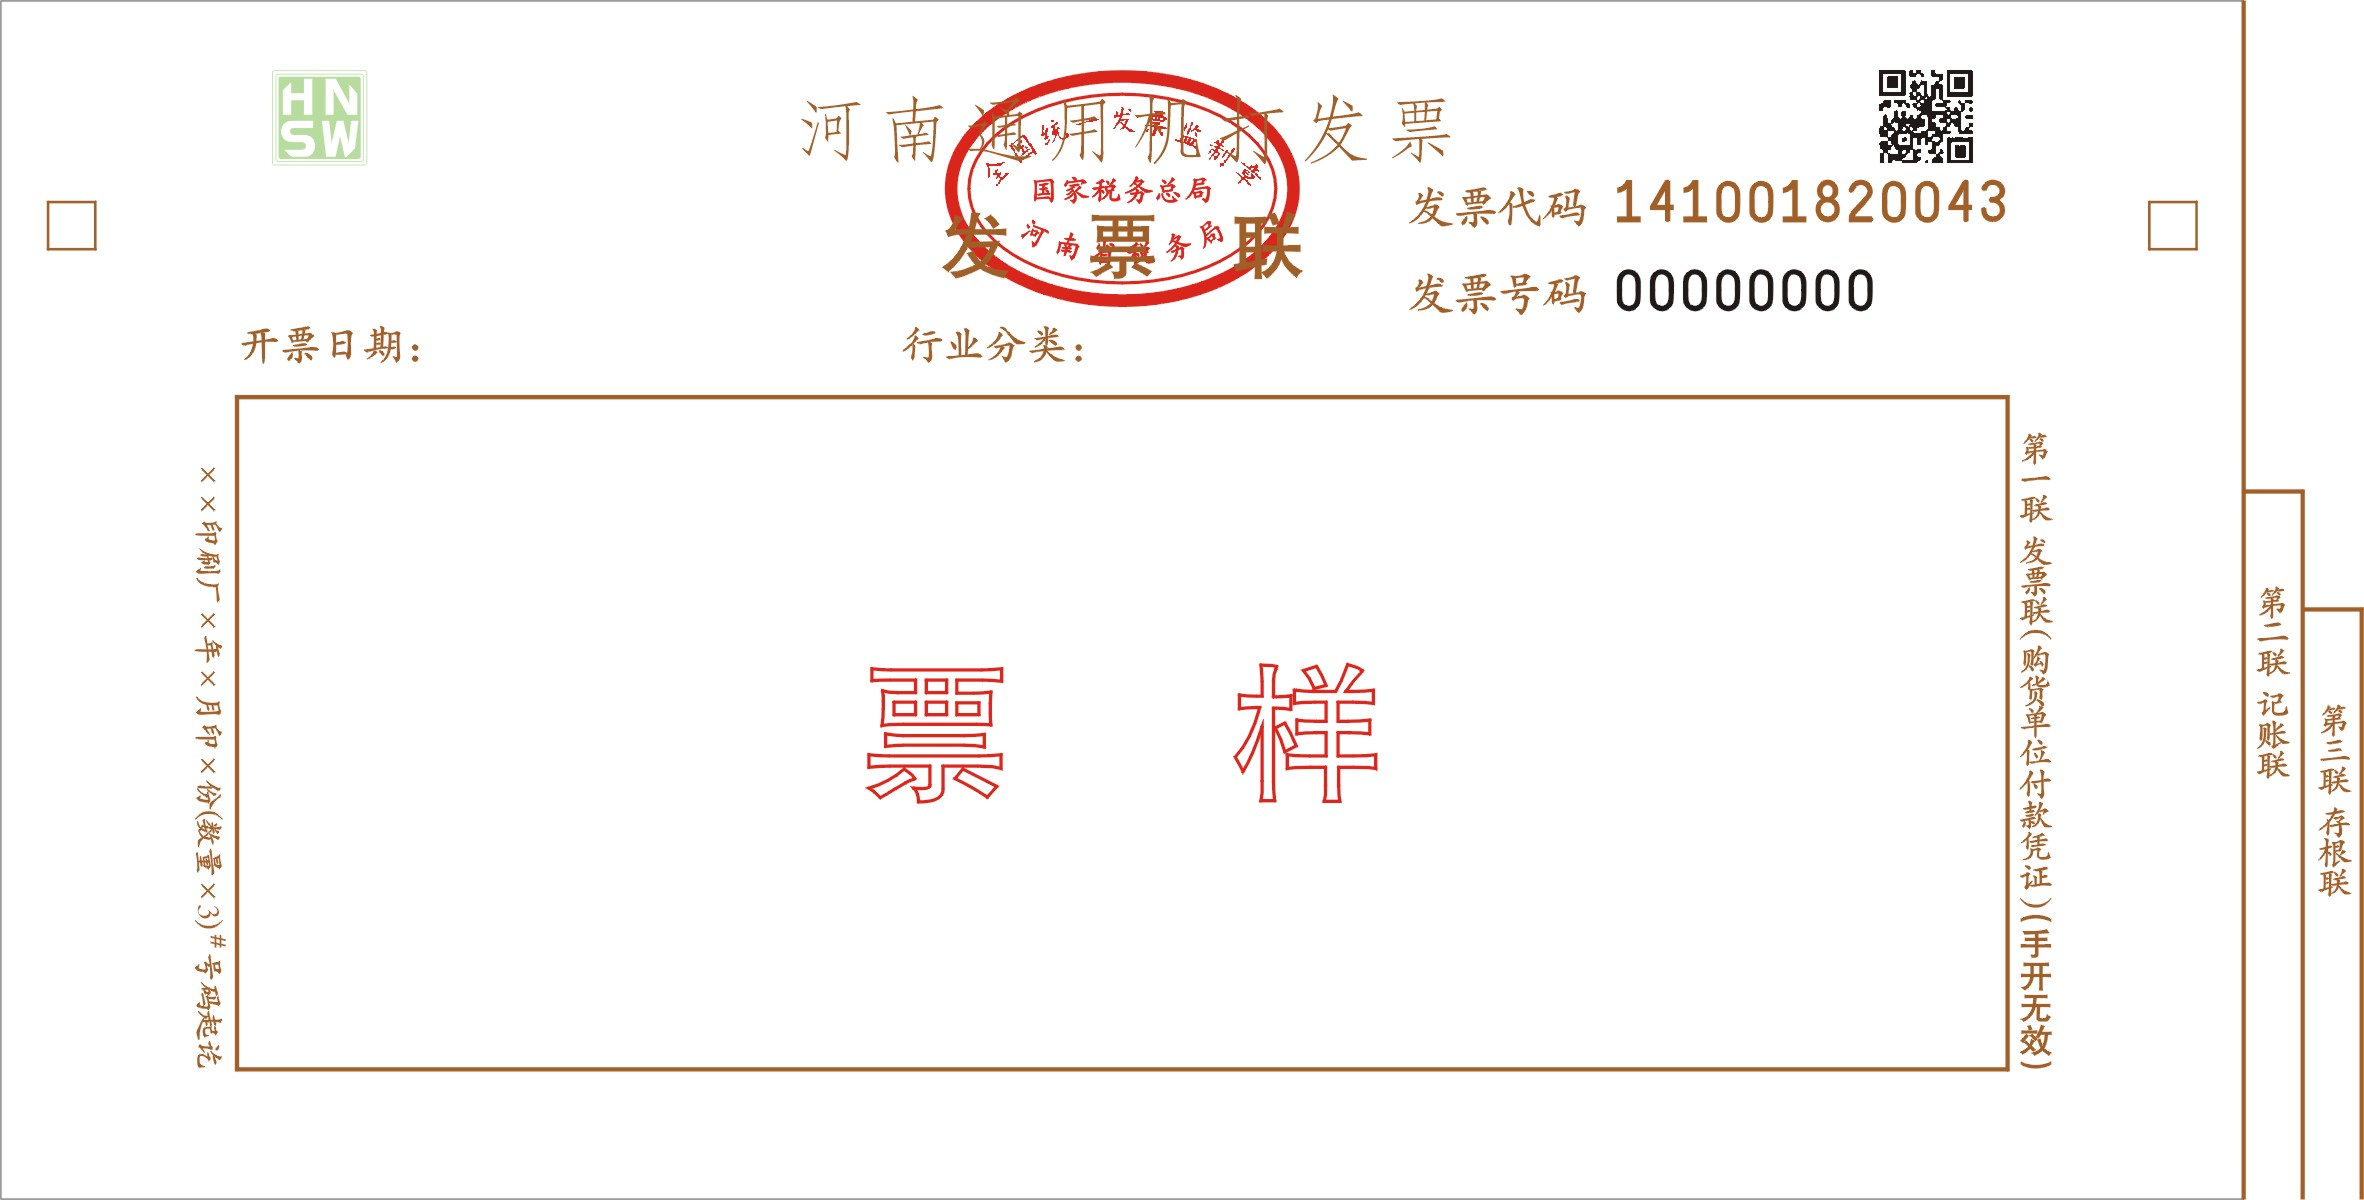 HN
SW
河南通用机打发票
全国统一发票监制章
国家税务总局
河南省税务局
发票联
发票代码 141001820043
发票号码 00000000
开票日期：
行业分类：
××印刷厂×年×月印×份(数量×3)#号码起讫
票样
第一联 发票联(购货单位付款凭证)(手开无效)
第二联 记账联
第三联 存根联